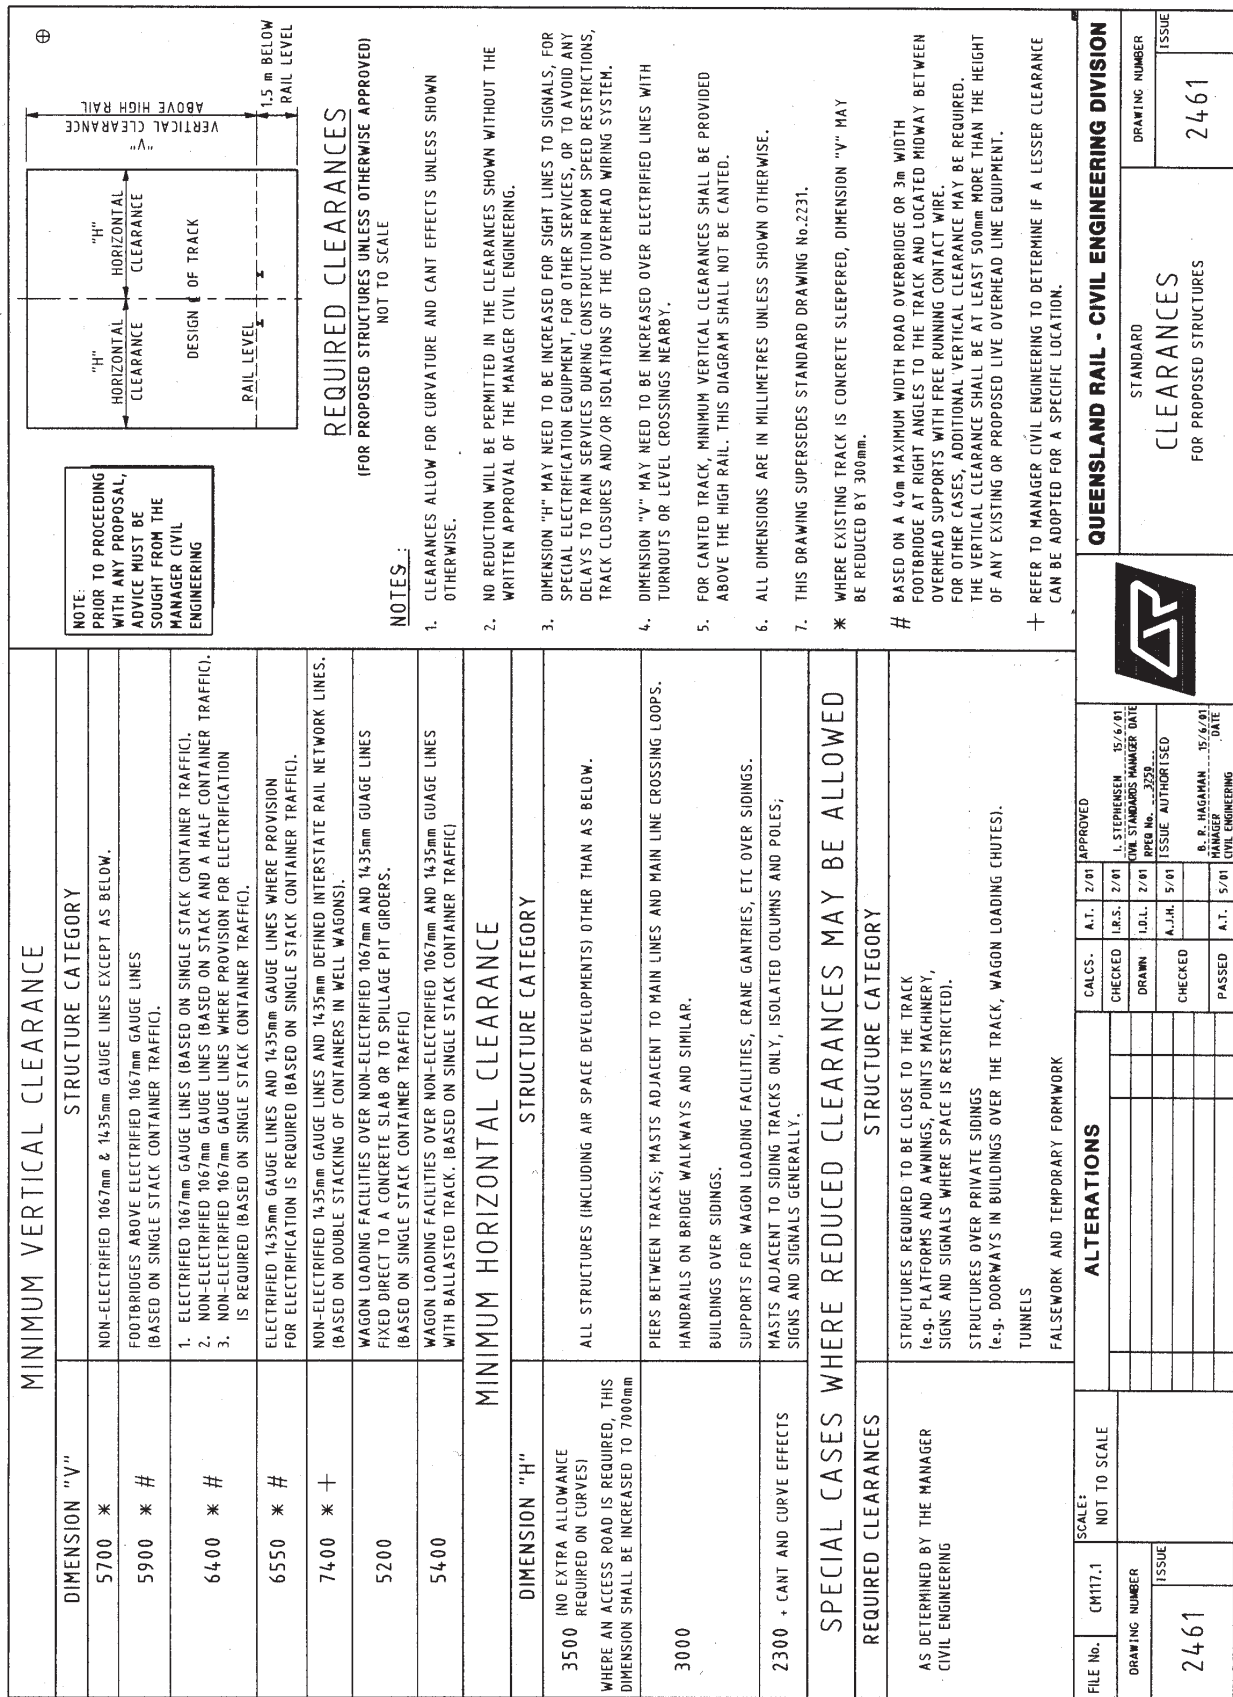 MINIMUM VERTICAL CLEARANCE
DIMENSION "V"
STRUCTURE CATEGORY
5700 *
NON-ELECTRIFIED 1067mm & 1435mm GAUGE LINES EXCEPT AS BELOW.
5900 * #
FOOTBRIDGES ABOVE ELECTRIFIED 1067mm GAUGE LINES
(BASED ON SINGLE STACK CONTAINER TRAFFIC).
6400 * #
1. ELECTRIFIED 1067mm GAUGE LINES (BASED ON SINGLE STACK CONTAINER TRAFFIC).
2. NON-ELECTRIFIED 1067mm GAUGE LINES (BASED ON STACK AND A HALF CONTAINER TRAFFIC).
3. NON-ELECTRIFIED 1067mm GAUGE LINES WHERE PROVISION FOR ELECTRIFICATION
IS REQUIRED (BASED ON SINGLE STACK CONTAINER TRAFFIC).
6550 * #
ELECTRIFIED 1435mm GAUGE LINES AND 1435mm GAUGE LINES WHERE PROVISION
FOR ELECTRIFICATION IS REQUIRED (BASED ON SINGLE STACK CONTAINER TRAFFIC).
7400 * +
NON-ELECTRIFIED 1435mm GAUGE LINES AND 1435mm DEFINED INTERSTATE RAIL NETWORK LINES.
(BASED ON DOUBLE STACKING OF CONTAINERS IN WELL WAGONS).
5200
WAGON LOADING FACILITIES OVER NON-ELECTRIFIED 1067mm AND 1435mm GUAGE LINES
FIXED DIRECT TO A CONCRETE SLAB OR TO SPILLAGE PIT GIRDERS.
(BASED ON SINGLE STACK CONTAINER TRAFFIC)
5400
WAGON LOADING FACILITIES OVER NON-ELECTRIFIED 1067mm AND 1435mm GUAGE LINES
WITH BALLASTED TRACK. (BASED ON SINGLE STACK CONTAINER TRAFFIC)
MINIMUM HORIZONTAL CLEARANCE
DIMENSION "H"
STRUCTURE CATEGORY
3500 (NO EXTRA ALLOWANCE
REQUIRED ON CURVES)
WHERE AN ACCESS ROAD IS REQUIRED, THIS
DIMENSION SHALL BE INCREASED TO 7000mm
ALL STRUCTURES (INCLUDING AIR SPACE DEVELOPMENTS) OTHER THAN AS BELOW.
3000
PIERS BETWEEN TRACKS; MASTS ADJACENT TO MAIN LINES AND MAIN LINE CROSSING LOOPS.
HANDRAILS ON BRIDGE WALKWAYS AND SIMILAR.
BUILDINGS OVER SIDINGS.
SUPPORTS FOR WAGON LOADING FACILITIES, CRANE GANTRIES, ETC OVER SIDINGS.
2300 + CANT AND CURVE EFFECTS
MASTS ADJACENT TO SIDING TRACKS ONLY, ISOLATED COLUMNS AND POLES;
SIGNS AND SIGNALS GENERALLY.
SPECIAL CASES WHERE REDUCED CLEARANCES MAY BE ALLOWED
REQUIRED CLEARANCES
STRUCTURE CATEGORY
AS DETERMINED BY THE MANAGER
CIVIL ENGINEERING
STRUCTURES REQUIRED TO BE CLOSE TO THE TRACK
(e.g. PLATFORMS AND AWNINGS, POINTS MACHINERY,
SIGNS AND SIGNALS WHERE SPACE IS RESTRICTED).
STRUCTURES OVER PRIVATE SIDINGS
(e.g. DOORWAYS IN BUILDINGS OVER THE TRACK, WAGON LOADING CHUTES).
TUNNELS
FALSEWORK AND TEMPORARY FORMWORK
NOTE:
PRIOR TO PROCEEDING
WITH ANY PROPOSAL,
ADVICE MUST BE
SOUGHT FROM THE
MANAGER CIVIL
ENGINEERING
"H"
HORIZONTAL
CLEARANCE
"H"
HORIZONTAL
CLEARANCE
DESIGN ℄ OF TRACK
RAIL LEVEL
"V"
VERTICAL CLEARANCE
ABOVE HIGH RAIL
1.5 m BELOW
RAIL LEVEL
REQUIRED CLEARANCES
(FOR PROPOSED STRUCTURES UNLESS OTHERWISE APPROVED)
NOT TO SCALE
NOTES :
1. CLEARANCES ALLOW FOR CURVATURE AND CANT EFFECTS UNLESS SHOWN
OTHERWISE.
2. NO REDUCTION WILL BE PERMITTED IN THE CLEARANCES SHOWN WITHOUT THE
WRITTEN APPROVAL OF THE MANAGER CIVIL ENGINEERING.
3. DIMENSION "H" MAY NEED TO BE INCREASED FOR SIGHT LINES TO SIGNALS, FOR
SPECIAL ELECTRIFICATION EQUIPMENT, FOR OTHER SERVICES, OR TO AVOID ANY
DELAYS TO TRAIN SERVICES DURING CONSTRUCTION FROM SPEED RESTRICTIONS,
TRACK CLOSURES AND/OR ISOLATIONS OF THE OVERHEAD WIRING SYSTEM.
4. DIMENSION "V" MAY NEED TO BE INCREASED OVER ELECTRIFIED LINES WITH
TURNOUTS OR LEVEL CROSSINGS NEARBY.
5. FOR CANTED TRACK, MINIMUM VERTICAL CLEARANCES SHALL BE PROVIDED
ABOVE THE HIGH RAIL. THIS DIAGRAM SHALL NOT BE CANTED.
6. ALL DIMENSIONS ARE IN MILLIMETRES UNLESS SHOWN OTHERWISE.
7. THIS DRAWING SUPERSEDES STANDARD DRAWING No.2231.
* WHERE EXISTING TRACK IS CONCRETE SLEEPERED, DIMENSION "V" MAY
BE REDUCED BY 300mm.
# BASED ON A 40m MAXIMUM WIDTH ROAD OVERBRIDGE OR 3m WIDTH
FOOTBRIDGE AT RIGHT ANGLES TO THE TRACK AND LOCATED MIDWAY BETWEEN
OVERHEAD SUPPORTS WITH FREE RUNNING CONTACT WIRE.
FOR OTHER CASES, ADDITIONAL VERTICAL CLEARANCE MAY BE REQUIRED.
THE VERTICAL CLEARANCE SHALL BE AT LEAST 500mm MORE THAN THE HEIGHT
OF ANY EXISTING OR PROPOSED LIVE OVERHEAD LINE EQUIPMENT.
+ REFER TO MANAGER CIVIL ENGINEERING TO DETERMINE IF A LESSER CLEARANCE
CAN BE ADOPTED FOR A SPECIFIC LOCATION.
FILE No. CM117.1
SCALE:
NOT TO SCALE
DRAWING NUMBER
2461
ISSUE
ALTERATIONS
CALCS. A.T. 2/01
CHECKED I.R.S. 2/01
DRAWN I.D.L. 2/01
CHECKED A.J.H. 5/01
PASSED A.T. 5/01
APPROVED
I. STEPHENSEN 15/6/01
CIVIL STANDARDS MANAGER DATE
RPEQ No. 3250
ISSUE AUTHORISED
B. R. HAGAMAN 15/6/01
MANAGER DATE
CIVIL ENGINEERING
QR
QUEENSLAND RAIL - CIVIL ENGINEERING DIVISION
STANDARD
CLEARANCES
FOR PROPOSED STRUCTURES
DRAWING NUMBER
2461
ISSUE